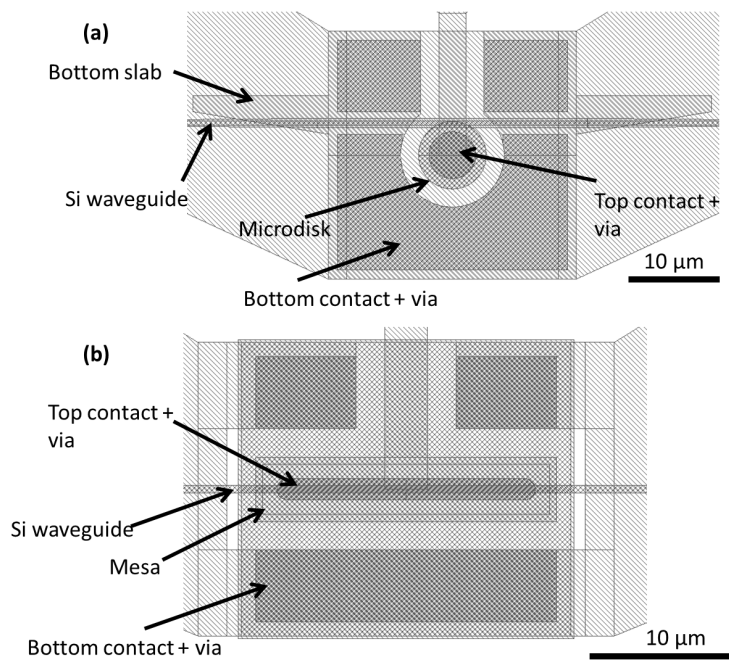 (a)
Bottom slab
Si waveguide
Microdisk
Top contact +
via
Bottom contact + via
10 µm
(b)
Top contact +
via
Si waveguide
Mesa
Bottom contact + via
10 µm